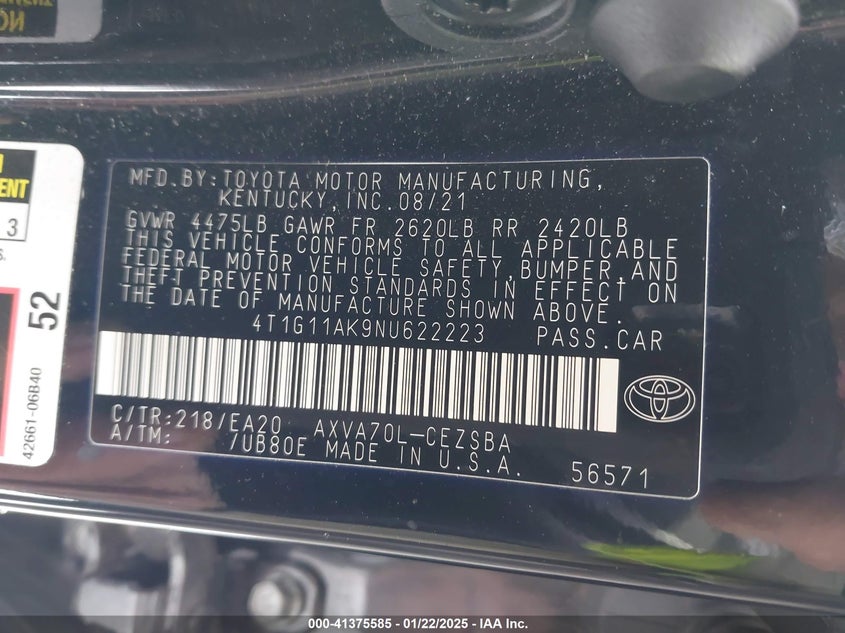 MFD.BY:TOYOTA MOTOR MANUFACTURING,
KENTUCKY,INC.08/21
GVWR 4475LB GAWR FR 2620LB RR 2420LB
THIS VEHICLE CONFORMS TO ALL APPLICABLE
FEDERAL MOTOR VEHICLE SAFETY,BUMPER,AND
THEFT PREVENTION STANDARDS IN EFFECT ON
THE DATE OF MANUFACTURE SHOWN ABOVE.
4T1G11AK9NU622223 PASS.CAR
C/TR:218/EA20 AXVA70L-CEZSBA
A/TM: /UB80E MADE IN U.S.A.
56571
3
52
42661-06B40
000-41375585 - 01/22/2025 - IAA Inc.